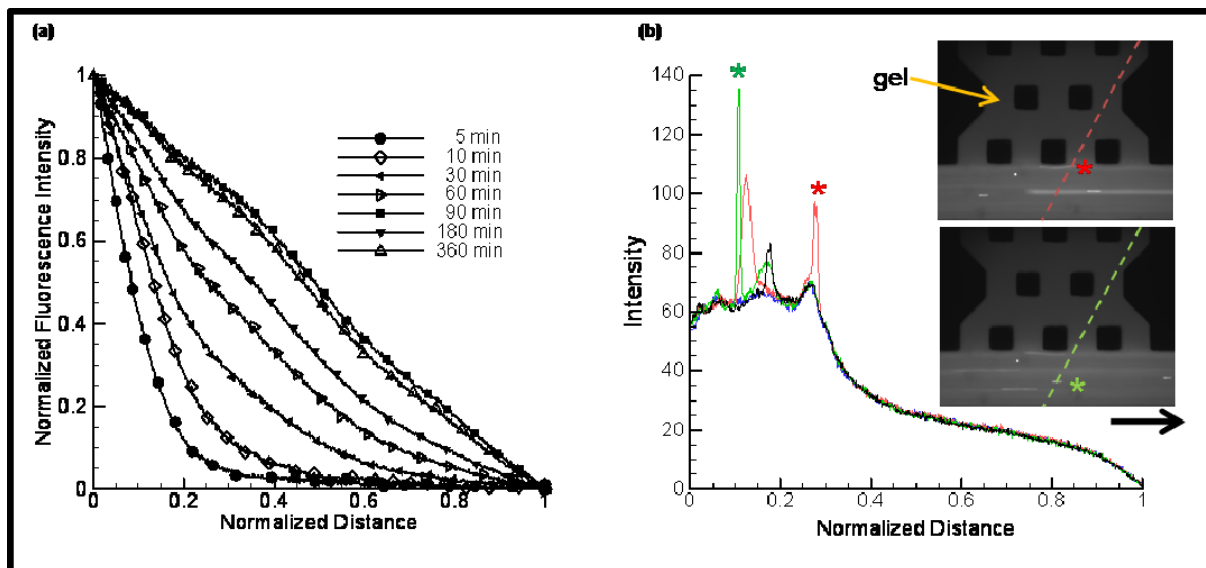 (a)
1
0.8
0.6
0.4
0.2
0
0
0.2
0.4
0.6
0.8
1
Normalized Fluorescence Intensity
Normalized Distance
5 min
10 min
30 min
60 min
90 min
180 min
360 min
(b)
140
120
100
80
60
40
20
0
0
0.2
0.4
0.6
0.8
1
Intensity
Normalized Distance
*
*
gel
*
*